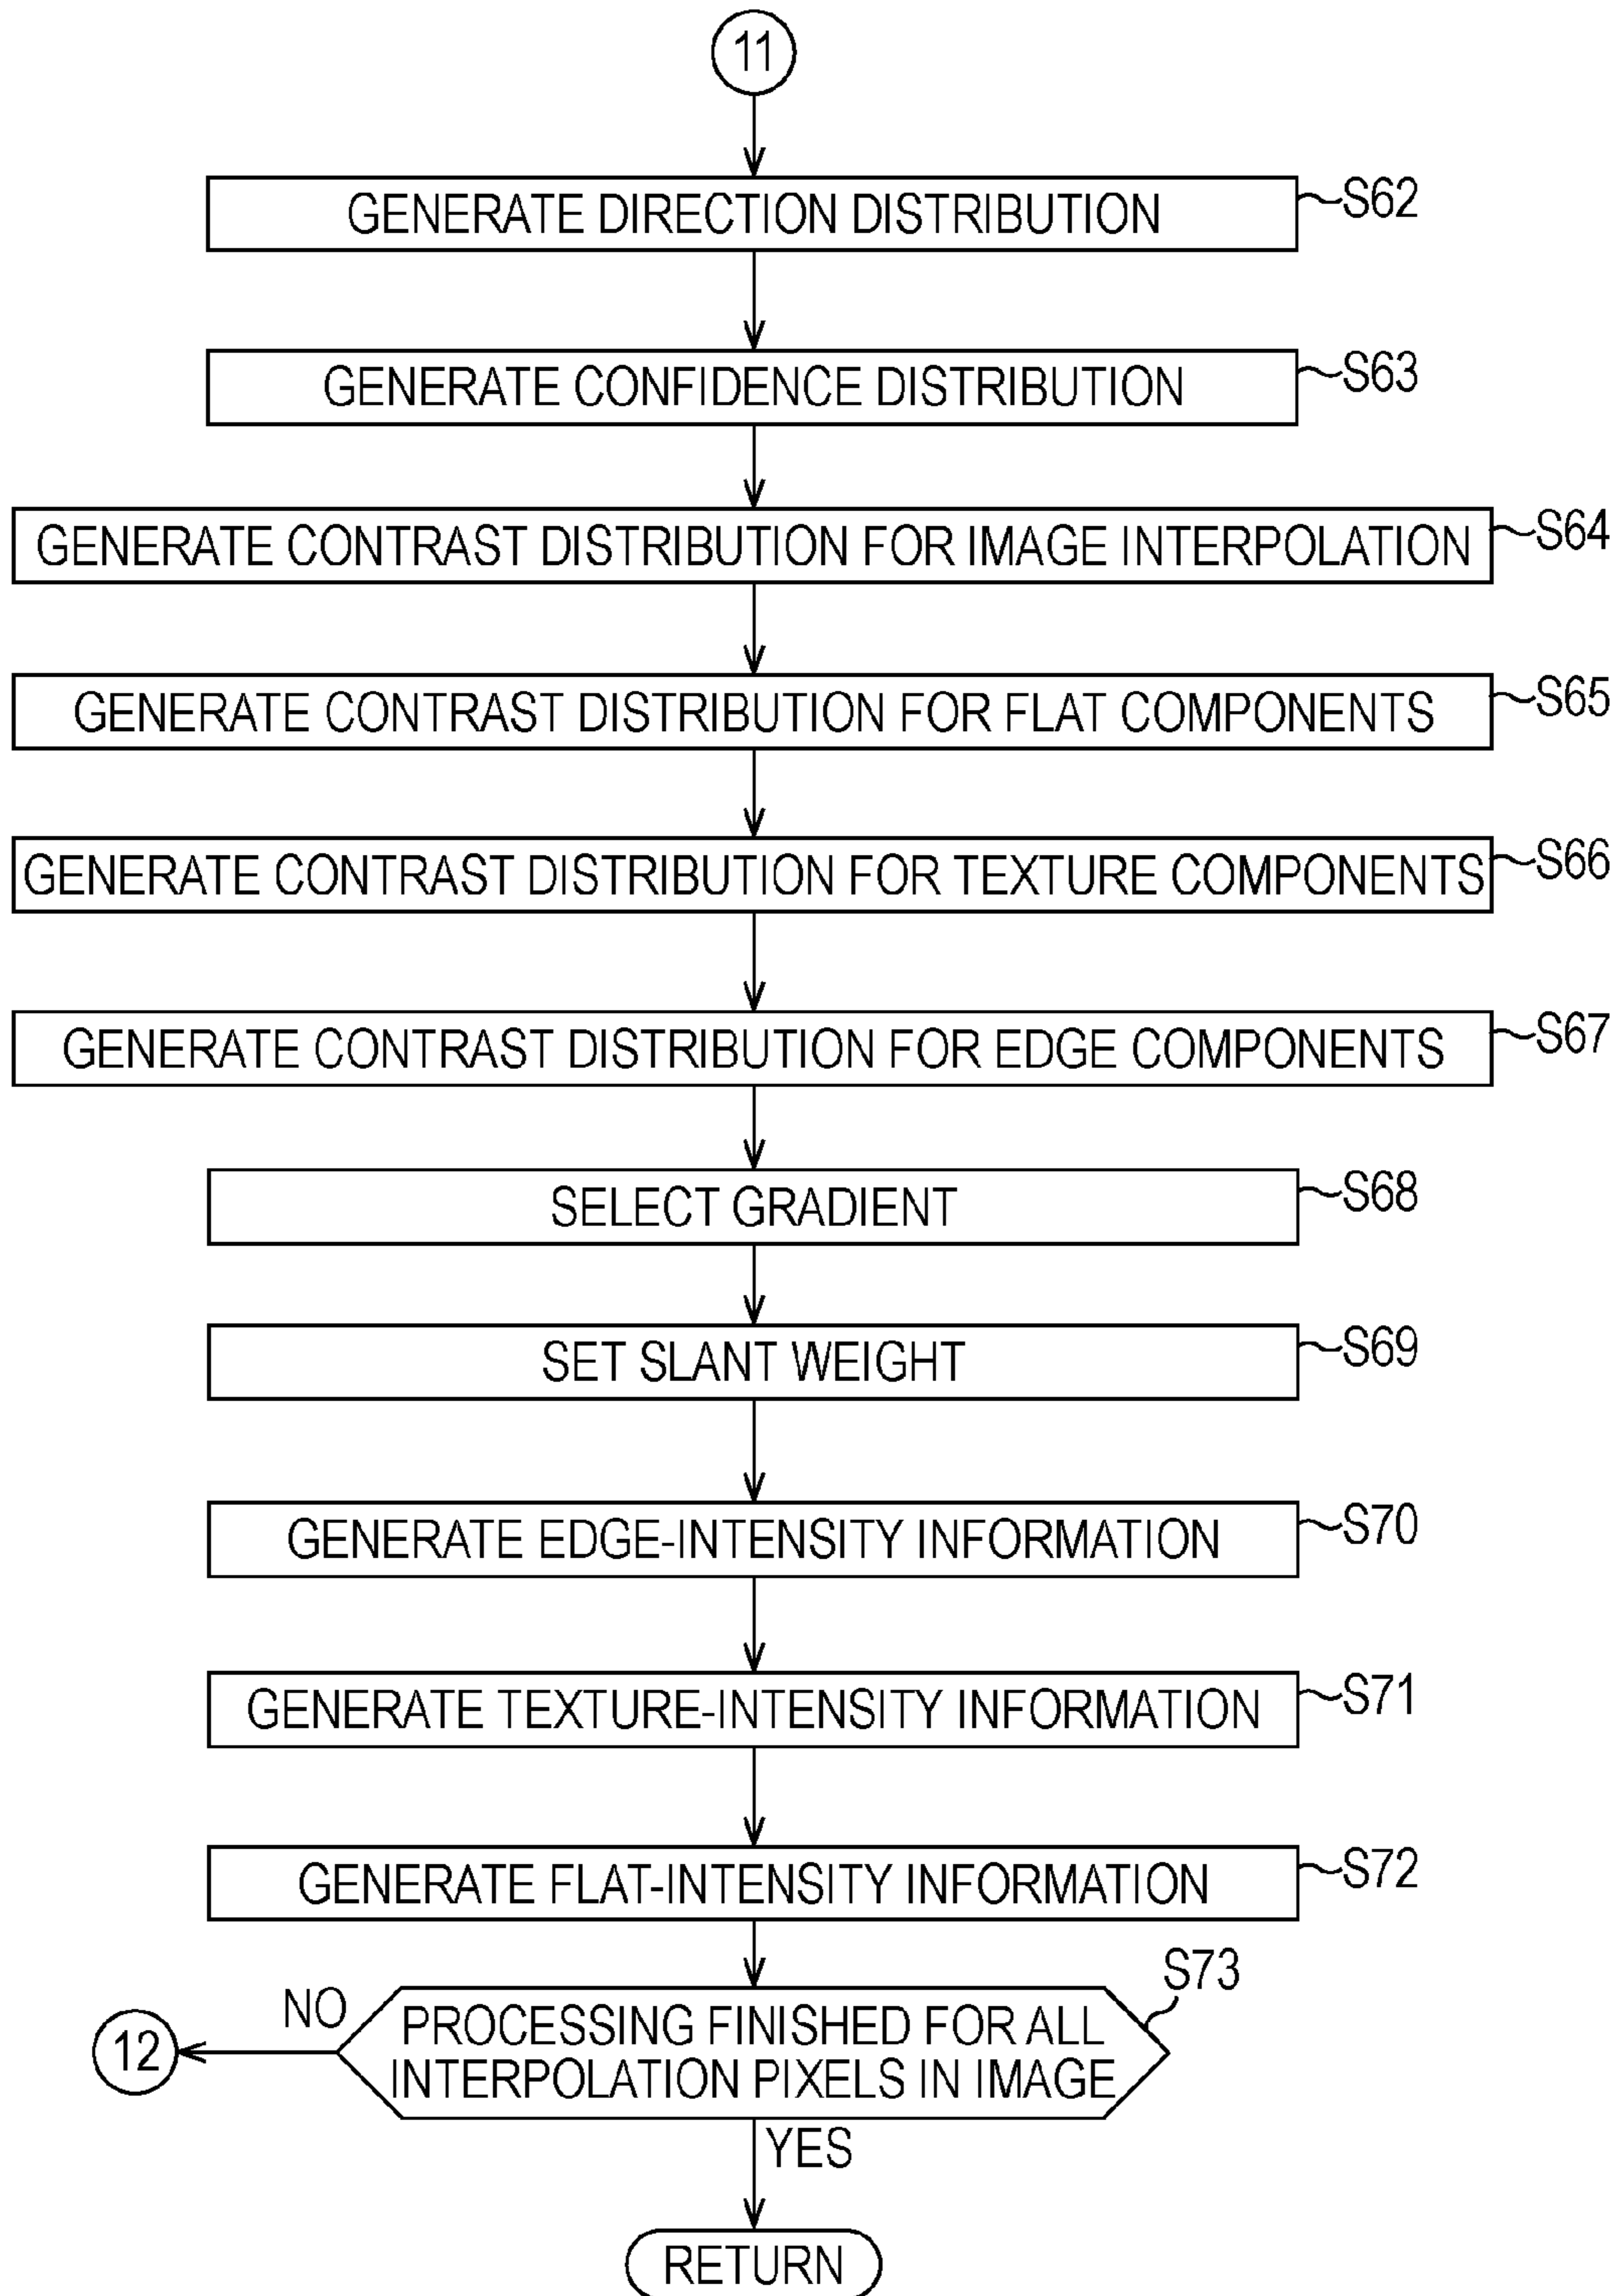 11
GENERATE DIRECTION DISTRIBUTION
S62
GENERATE CONFIDENCE DISTRIBUTION
S63
GENERATE CONTRAST DISTRIBUTION FOR IMAGE INTERPOLATION
S64
GENERATE CONTRAST DISTRIBUTION FOR FLAT COMPONENTS
S65
GENERATE CONTRAST DISTRIBUTION FOR TEXTURE COMPONENTS
S66
GENERATE CONTRAST DISTRIBUTION FOR EDGE COMPONENTS
S67
SELECT GRADIENT
S68
SET SLANT WEIGHT
S69
GENERATE EDGE-INTENSITY INFORMATION
S70
GENERATE TEXTURE-INTENSITY INFORMATION
S71
GENERATE FLAT-INTENSITY INFORMATION
S72
S73
NO
12
PROCESSING FINISHED FOR ALL
INTERPOLATION PIXELS IN IMAGE
YES
RETURN